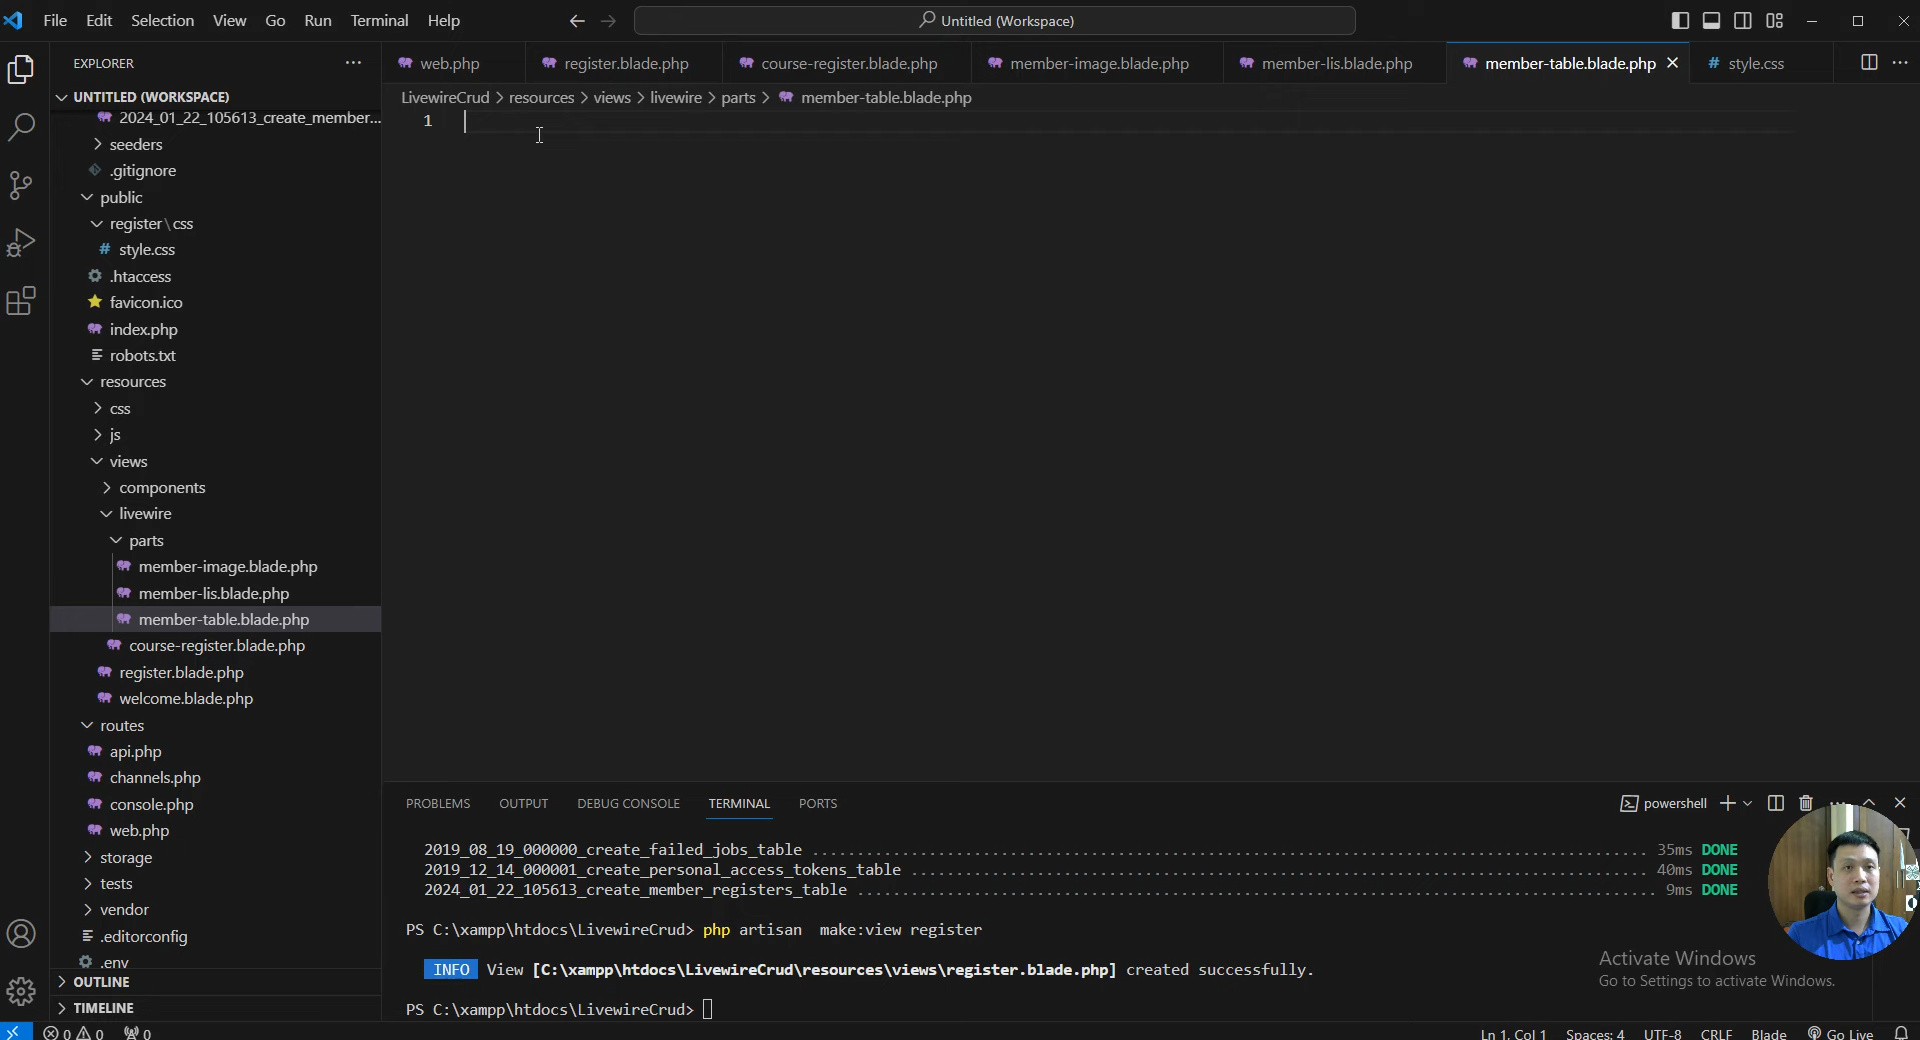 File Edit Selection View Go Run Terminal Help
Untitled (Workspace)
EXPLORER
UNTITLED (WORKSPACE)
2024_01_22_105613_create_member...
seeders
.gitignore
public
register\css
style.css
.htaccess
favicon.ico
index.php
robots.txt
resources
css
js
views
components
livewire
parts
member-image.blade.php
member-lis.blade.php
member-table.blade.php
course-register.blade.php
register.blade.php
welcome.blade.php
routes
api.php
channels.php
console.php
web.php
storage
tests
vendor
.editorconfig
.env
OUTLINE
TIMELINE
web.php register.blade.php course-register.blade.php member-image.blade.php member-lis.blade.php member-table.blade.php style.css
LivewireCrud > resources > views > livewire > parts > member-table.blade.php
1
PROBLEMS OUTPUT DEBUG CONSOLE TERMINAL PORTS
powershell
2019_08_19_000000_create_failed_jobs_table ........ 35ms DONE
2019_12_14_000001_create_personal_access_tokens_table ........ 40ms DONE
2024_01_22_105613_create_member_registers_table ........ 9ms DONE
PS C:\xampp\htdocs\LivewireCrud> php artisan  make:view register
INFO View [C:\xampp\htdocs\LivewireCrud\resources\views\register.blade.php] created successfully.
PS C:\xampp\htdocs\LivewireCrud>
Activate Windows
Go to Settings to activate Windows.
0 0 0
Ln 1, Col 1 Spaces: 4 UTF-8 CRLF Blade Go Live